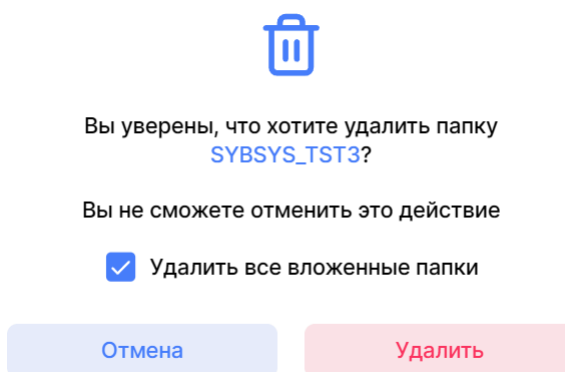 Вы уверены, что хотите удалить папку
SYBSYS_TST3?
Вы не сможете отменить это действие
Удалить все вложенные папки
Отмена
Удалить